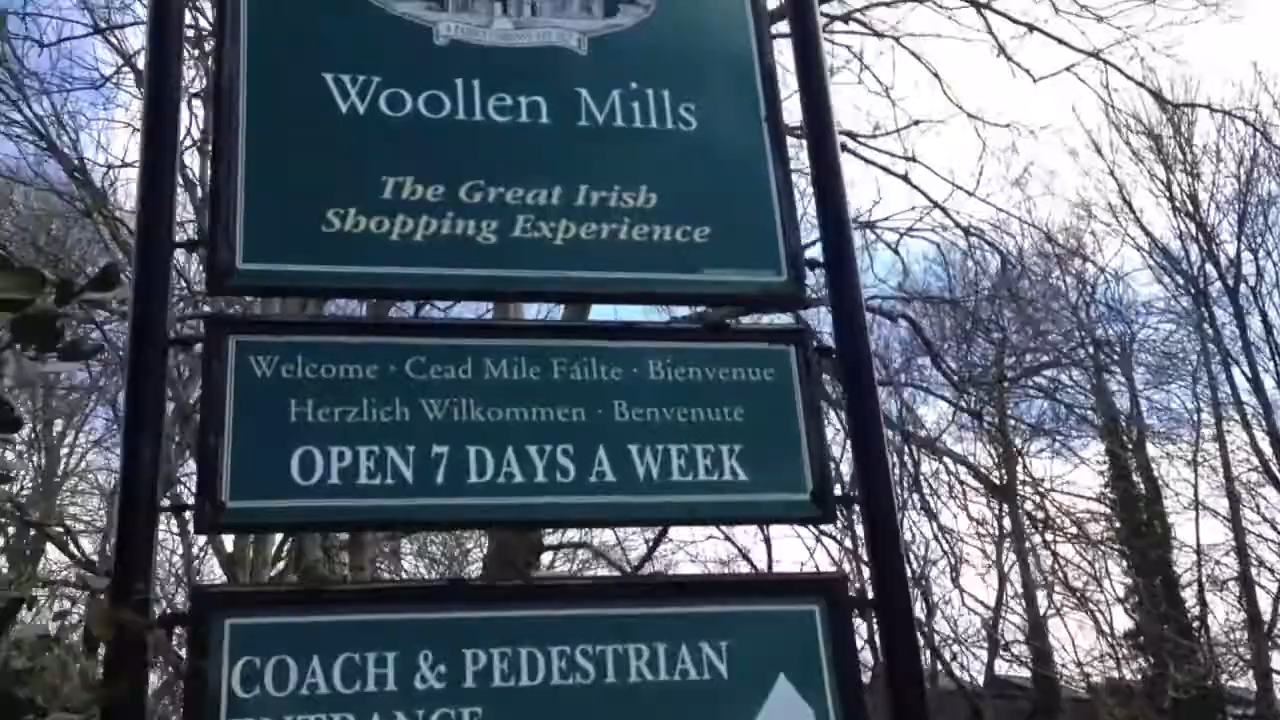 Woollen Mills
The Great Irish
Shopping Experience
Welcome · Cead Mile Fáilte · Bienvenue
Herzlich Wilkommen · Benvenute
OPEN 7 DAYS A WEEK
COACH & PEDESTRIAN
ENTRANCE